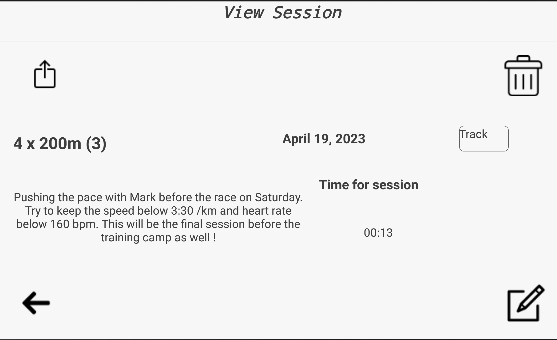 View Session
4 x 200m (3)
April 19, 2023
Track
Time for session
Pushing the pace with Mark before the race on Saturday.
Try to keep the speed below 3:30 /km and heart rate
below 160 bpm. This will be the final session before the
training camp as well !
00:13